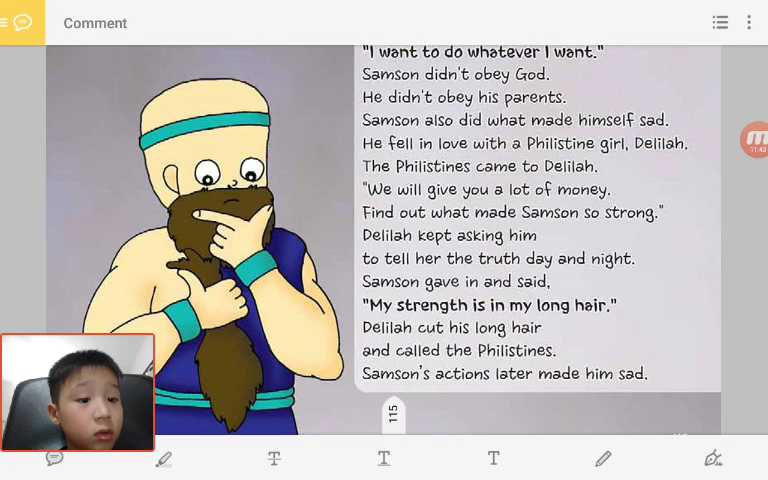 Comment
"I want to do whatever I want."
Samson didn't obey God.
He didn't obey his parents.
Samson also did what made himself sad.
He fell in love with a Philistine girl, Delilah.
The Philistines came to Delilah.
"We will give you a lot of money.
Find out what made Samson so strong."
Delilah kept asking him
to tell her the truth day and night.
Samson gave in and said,
"My strength is in my long hair."
Delilah cut his long hair
and called the Philistines.
Samson's actions later made him sad.
115
11:43
T
T
T